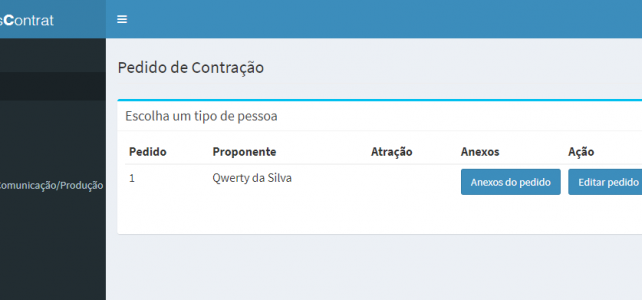 sContrat
Pedido de Contração
Escolha um tipo de pessoa
Pedido Proponente Atração Anexos Ação
1 Qwerty da Silva Anexos do pedido Editar pedido
omunicação/Produção